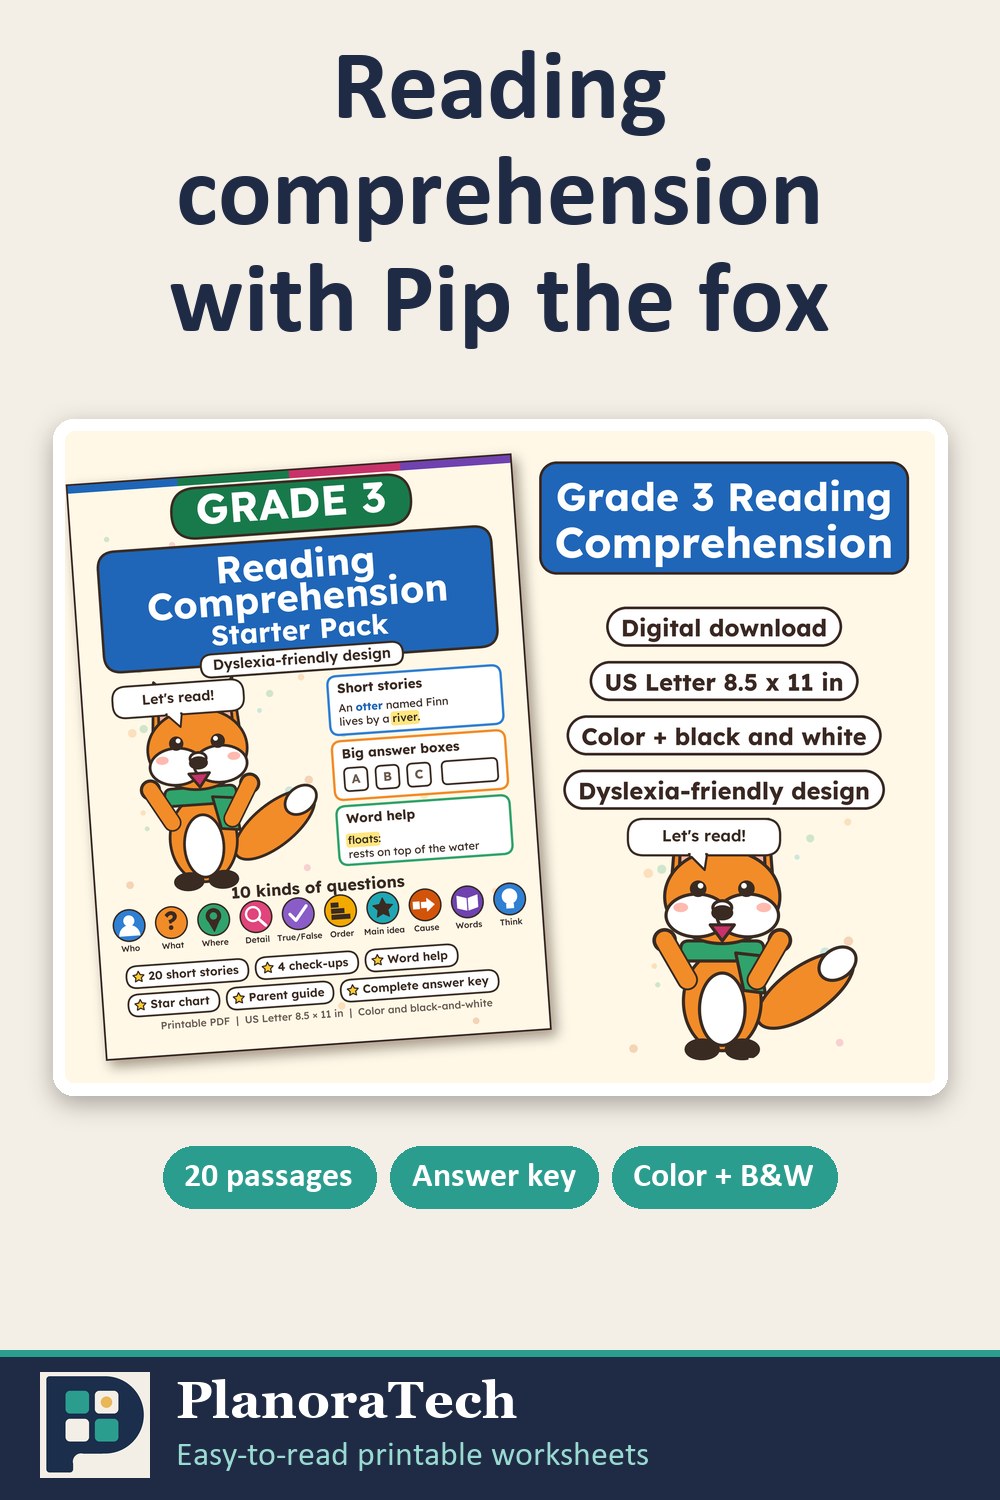 Reading
comprehension
with Pip the fox
GRADE 3
Reading
Comprehension
Starter Pack
Dyslexia-friendly design
Let's read!
Short stories
An otter named Finn
lives by a river.
Big answer boxes
A B C
Word help
floats:
rests on top of the water
10 kinds of questions
?
Who What Where Detail True/False Order Main idea Cause Words Think
20 short stories 4 check-ups Word help
Star chart Parent guide Complete answer key
Printable PDF | US Letter 8.5 x 11 in | Color and black-and-white
Grade 3 Reading
Comprehension
Digital download
US Letter 8.5 x 11 in
Color + black and white
Dyslexia-friendly design
Let's read!
20 passages Answer key Color + B&W
P
PlanoraTech
Easy-to-read printable worksheets